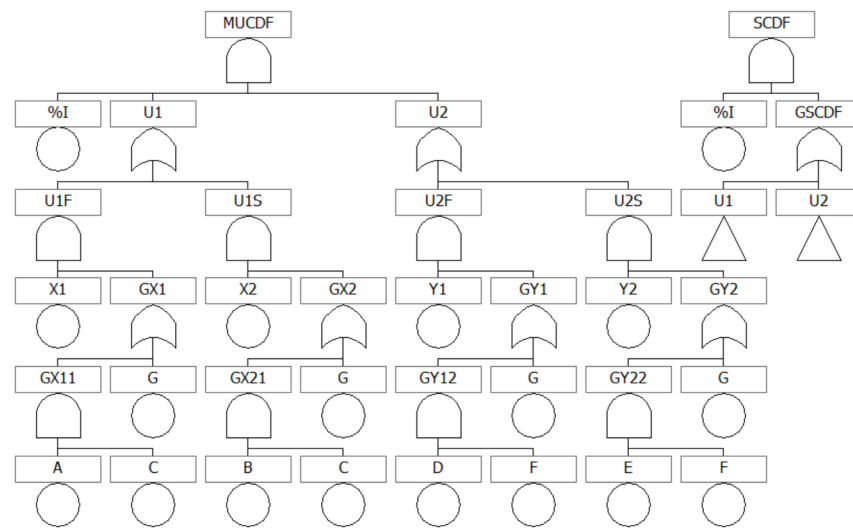 MUCDF SCDF
%I U1 U2 %I GSCDF
U1F U1S U2F U2S U1 U2
X1 GX1 X2 GX2 Y1 GY1 Y2 GY2
GX11 G GX21 G GY12 G GY22 G
A C B C D F E F